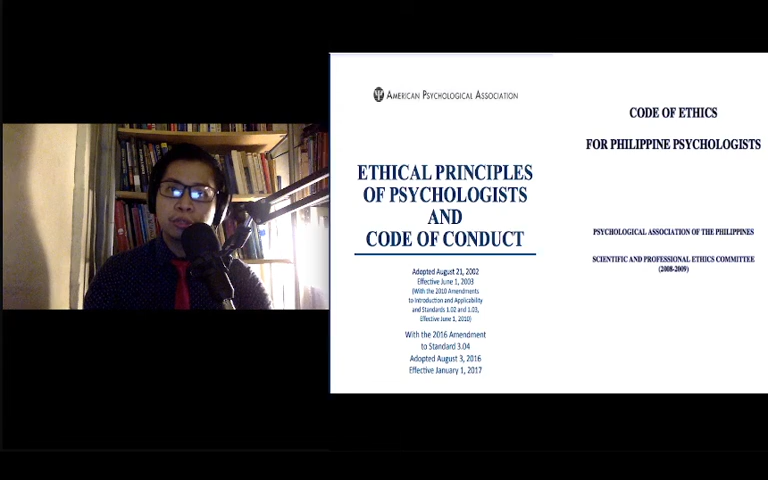 AMERICAN PSYCHOLOGICAL ASSOCIATION
ETHICAL PRINCIPLES
OF PSYCHOLOGISTS
AND
CODE OF CONDUCT
Adopted August 21, 2002
Effective June 1, 2003
(With the 2010 Amendments
to Introduction and Applicability
and Standards 1.02 and 1.03,
Effective June 1, 2010)
With the 2016 Amendment
to Standard 3.04
Adopted August 3, 2016
Effective January 1, 2017
CODE OF ETHICS
FOR PHILIPPINE PSYCHOLOGISTS
PSYCHOLOGICAL ASSOCIATION OF THE PHILIPPINES
SCIENTIFIC AND PROFESSIONAL ETHICS COMMITTEE
(2008-2009)